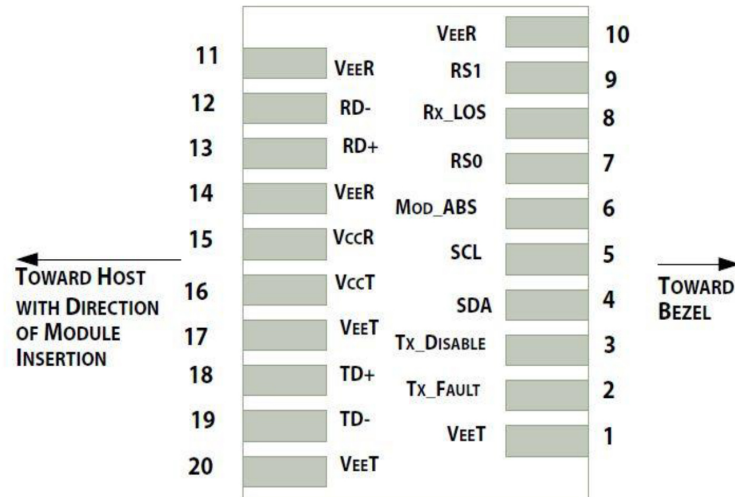 11 VEER
12 RD-
13 RD+
14 VEER
15 VCCR
16 VCCT
17 VEET
18 TD+
19 TD-
20 VEET
VEER 10
RS1 9
RX_LOS 8
RS0 7
MOD_ABS 6
SCL 5
SDA 4
TX_DISABLE 3
TX_FAULT 2
VEET 1
TOWARD HOST
WITH DIRECTION
OF MODULE
INSERTION
TOWARD
BEZEL